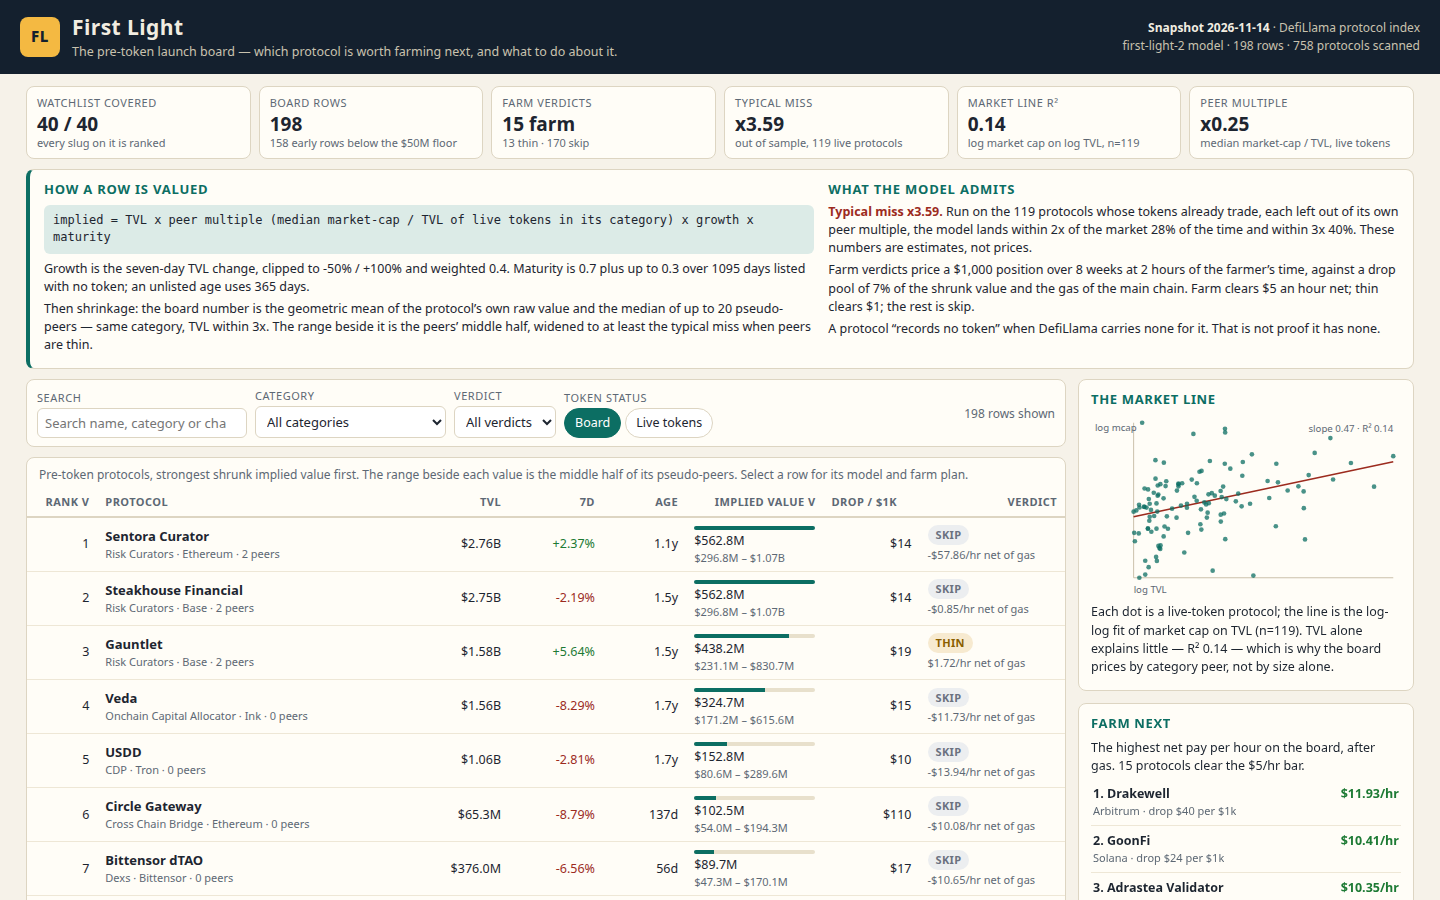 FL
First Light
The pre-token launch board — which protocol is worth farming next, and what to do about it.
Snapshot 2026-11-14 · DefiLlama protocol index
first-light-2 model · 198 rows · 758 protocols scanned
WATCHLIST COVERED
40 / 40
every slug on it is ranked
BOARD ROWS
198
158 early rows below the $50M floor
FARM VERDICTS
15 farm
13 thin · 170 skip
TYPICAL MISS
x3.59
out of sample, 119 live protocols
MARKET LINE R²
0.14
log market cap on log TVL, n=119
PEER MULTIPLE
x0.25
median market-cap / TVL, live tokens
HOW A ROW IS VALUED
implied = TVL x peer multiple (median market-cap / TVL of live tokens in its category) x growth x
maturity
Growth is the seven-day TVL change, clipped to -50% / +100% and weighted 0.4. Maturity is 0.7 plus up to 0.3 over 1095 days listed
with no token; an unlisted age uses 365 days.
Then shrinkage: the board number is the geometric mean of the protocol's own raw value and the median of up to 20 pseudo-
peers — same category, TVL within 3x. The range beside it is the peers' middle half, widened to at least the typical miss when peers
are thin.
WHAT THE MODEL ADMITS
Typical miss x3.59. Run on the 119 protocols whose tokens already trade, each left out of its own
peer multiple, the model lands within 2x of the market 28% of the time and within 3x 40%. These
numbers are estimates, not prices.
Farm verdicts price a $1,000 position over 8 weeks at 2 hours of the farmer's time, against a drop
pool of 7% of the shrunk value and the gas of the main chain. Farm clears $5 an hour net; thin
clears $1; the rest is skip.
A protocol “records no token” when DefiLlama carries none for it. That is not proof it has none.
SEARCH
Search name, category or cha
CATEGORY
All categories
VERDICT
All verdicts
TOKEN STATUS
Board
Live tokens
198 rows shown
Pre-token protocols, strongest shrunk implied value first. The range beside each value is the middle half of its pseudo-peers. Select a row for its model and farm plan.
RANK V PROTOCOL TVL 7D AGE IMPLIED VALUE V DROP / $1K VERDICT
1 Sentora Curator $2.76B +2.37% 1.1y $562.8M $14 SKIP
Risk Curators · Ethereum · 2 peers $296.8M – $1.07B -$57.86/hr net of gas
2 Steakhouse Financial $2.75B -2.19% 1.5y $562.8M $14 SKIP
Risk Curators · Base · 2 peers $296.8M – $1.07B -$0.85/hr net of gas
3 Gauntlet $1.58B +5.64% 1.5y $438.2M $19 THIN
Risk Curators · Base · 2 peers $231.1M – $830.7M $1.72/hr net of gas
4 Veda $1.56B -8.29% 1.7y $324.7M $15 SKIP
Onchain Capital Allocator · Ink · 0 peers $171.2M – $615.6M -$11.73/hr net of gas
5 USDD $1.06B -2.81% 1.7y $152.8M $10 SKIP
CDP · Tron · 0 peers $80.6M – $289.6M -$13.94/hr net of gas
6 Circle Gateway $65.3M -8.79% 137d $102.5M $110 SKIP
Cross Chain Bridge · Ethereum · 0 peers $54.0M – $194.3M -$10.08/hr net of gas
7 Bittensor dTAO $376.0M -6.56% 56d $89.7M $17 SKIP
Dexs · Bittensor · 0 peers $47.3M – $170.1M -$10.65/hr net of gas
THE MARKET LINE
log mcap
slope 0.47 · R² 0.14
log TVL
Each dot is a live-token protocol; the line is the log-
log fit of market cap on TVL (n=119). TVL alone
explains little — R² 0.14 — which is why the board
prices by category peer, not by size alone.
FARM NEXT
The highest net pay per hour on the board, after
gas. 15 protocols clear the $5/hr bar.
1. Drakewell $11.93/hr
Arbitrum · drop $40 per $1k
2. GoonFi $10.41/hr
Solana · drop $24 per $1k
3. Adrastea Validator $10.35/hr